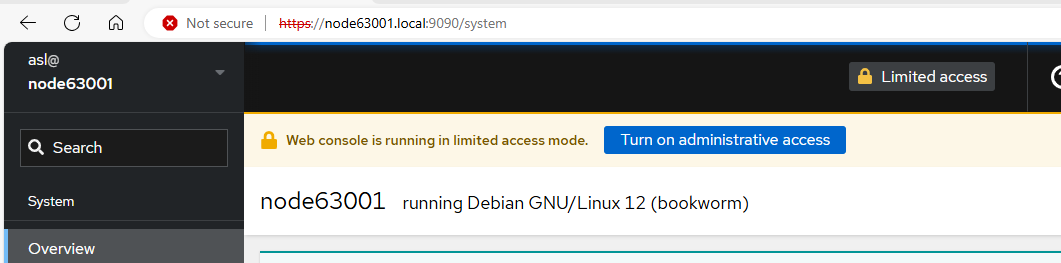 Not secure https://node63001.local:9090/system
asl@
node63001
Limited access
Search
Web console is running in limited access mode. Turn on administrative access
System
node63001 running Debian GNU/Linux 12 (bookworm)
Overview